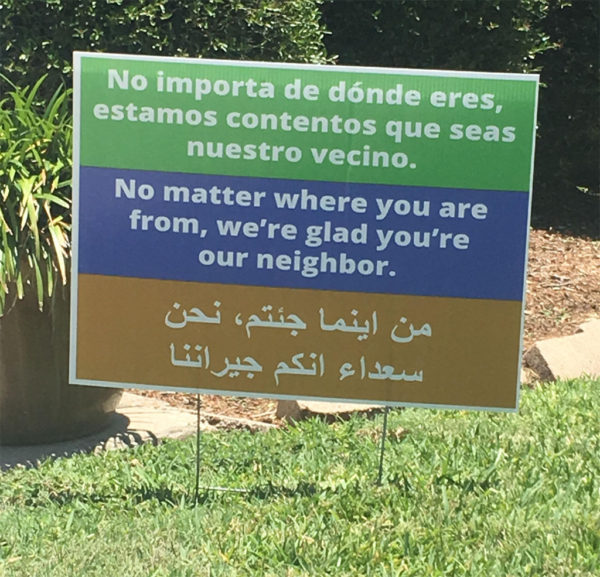 No importa de dónde eres,
estamos contentos que seas
nuestro vecino.
No matter where you are
from, we're glad you're
our neighbor.
من اينما جئتم، نحن
سعداء انكم جيراننا